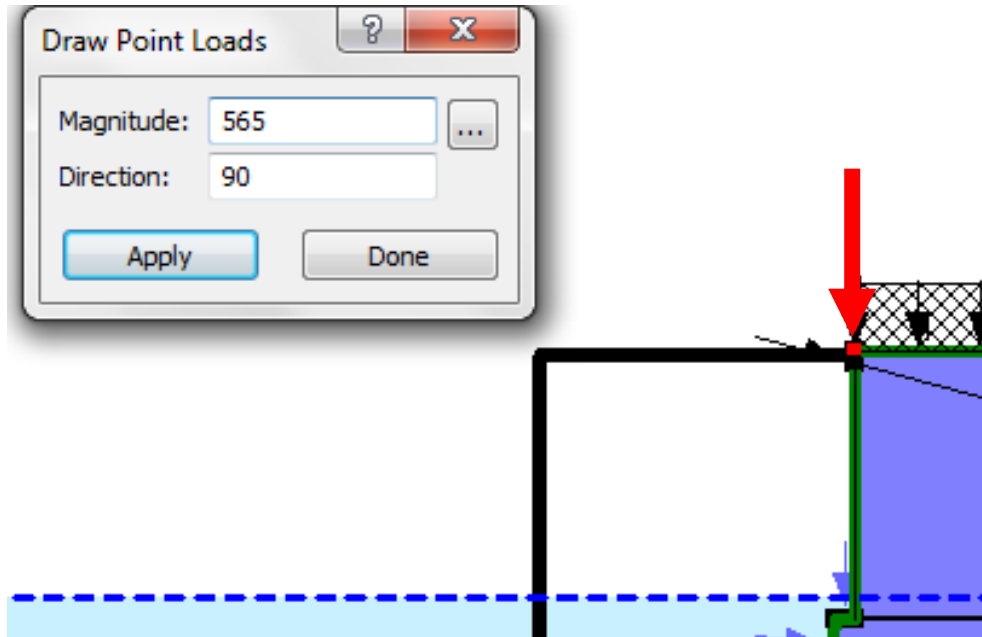 Draw Point Loads
?
Magnitude: 565 ...
Direction: 90
Apply Done